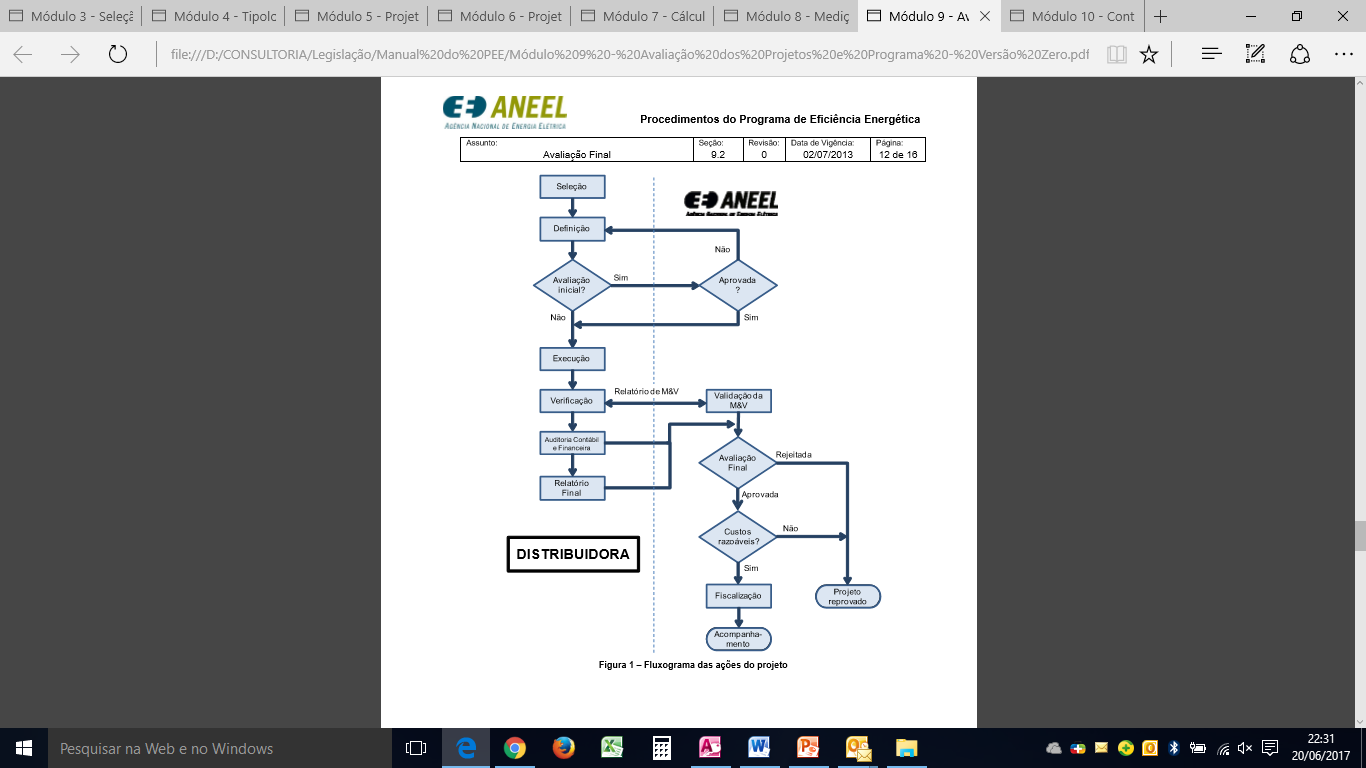 Módulo 3 - Seleçã
Módulo 4 - Tipolo
Módulo 5 - Projet
Módulo 6 - Projet
Módulo 7 - Cálcul
Módulo 8 - Mediç
Módulo 9 - Av
Módulo 10 - Cont
file:///D:/CONSULTORIA/Legislação/Manual%20do%20PEE/Módulo%209%20-%20Avaliação%20dos%20Projetos%20e%20Programa%20-%20Versão%20Zero.pdf
ANEEL
AGÊNCIA NACIONAL DE ENERGIA ELÉTRICA
Procedimentos do Programa de Eficiência Energética
Assunto:
Avaliação Final
Seção:
9.2
Revisão:
0
Data de Vigência:
02/07/2013
Página:
12 de 16
Seleção
ANEEL
AGÊNCIA NACIONAL DE ENERGIA ELÉTRICA
Definição
Não
Avaliação
inicial?
Sim
Aprovada
?
Não
Sim
Execução
Verificação
Relatório de M&V
Validação da
M&V
Auditoria Contábil
e Financeira
Avaliação
Final
Rejeitada
Relatório
Final
Aprovada
Custos
razoáveis?
Não
DISTRIBUIDORA
Sim
Fiscalização
Projeto
reprovado
Acompanha-
mento
Figura 1 – Fluxograma das ações do projeto
Pesquisar na Web e no Windows
22:31
20/06/2017